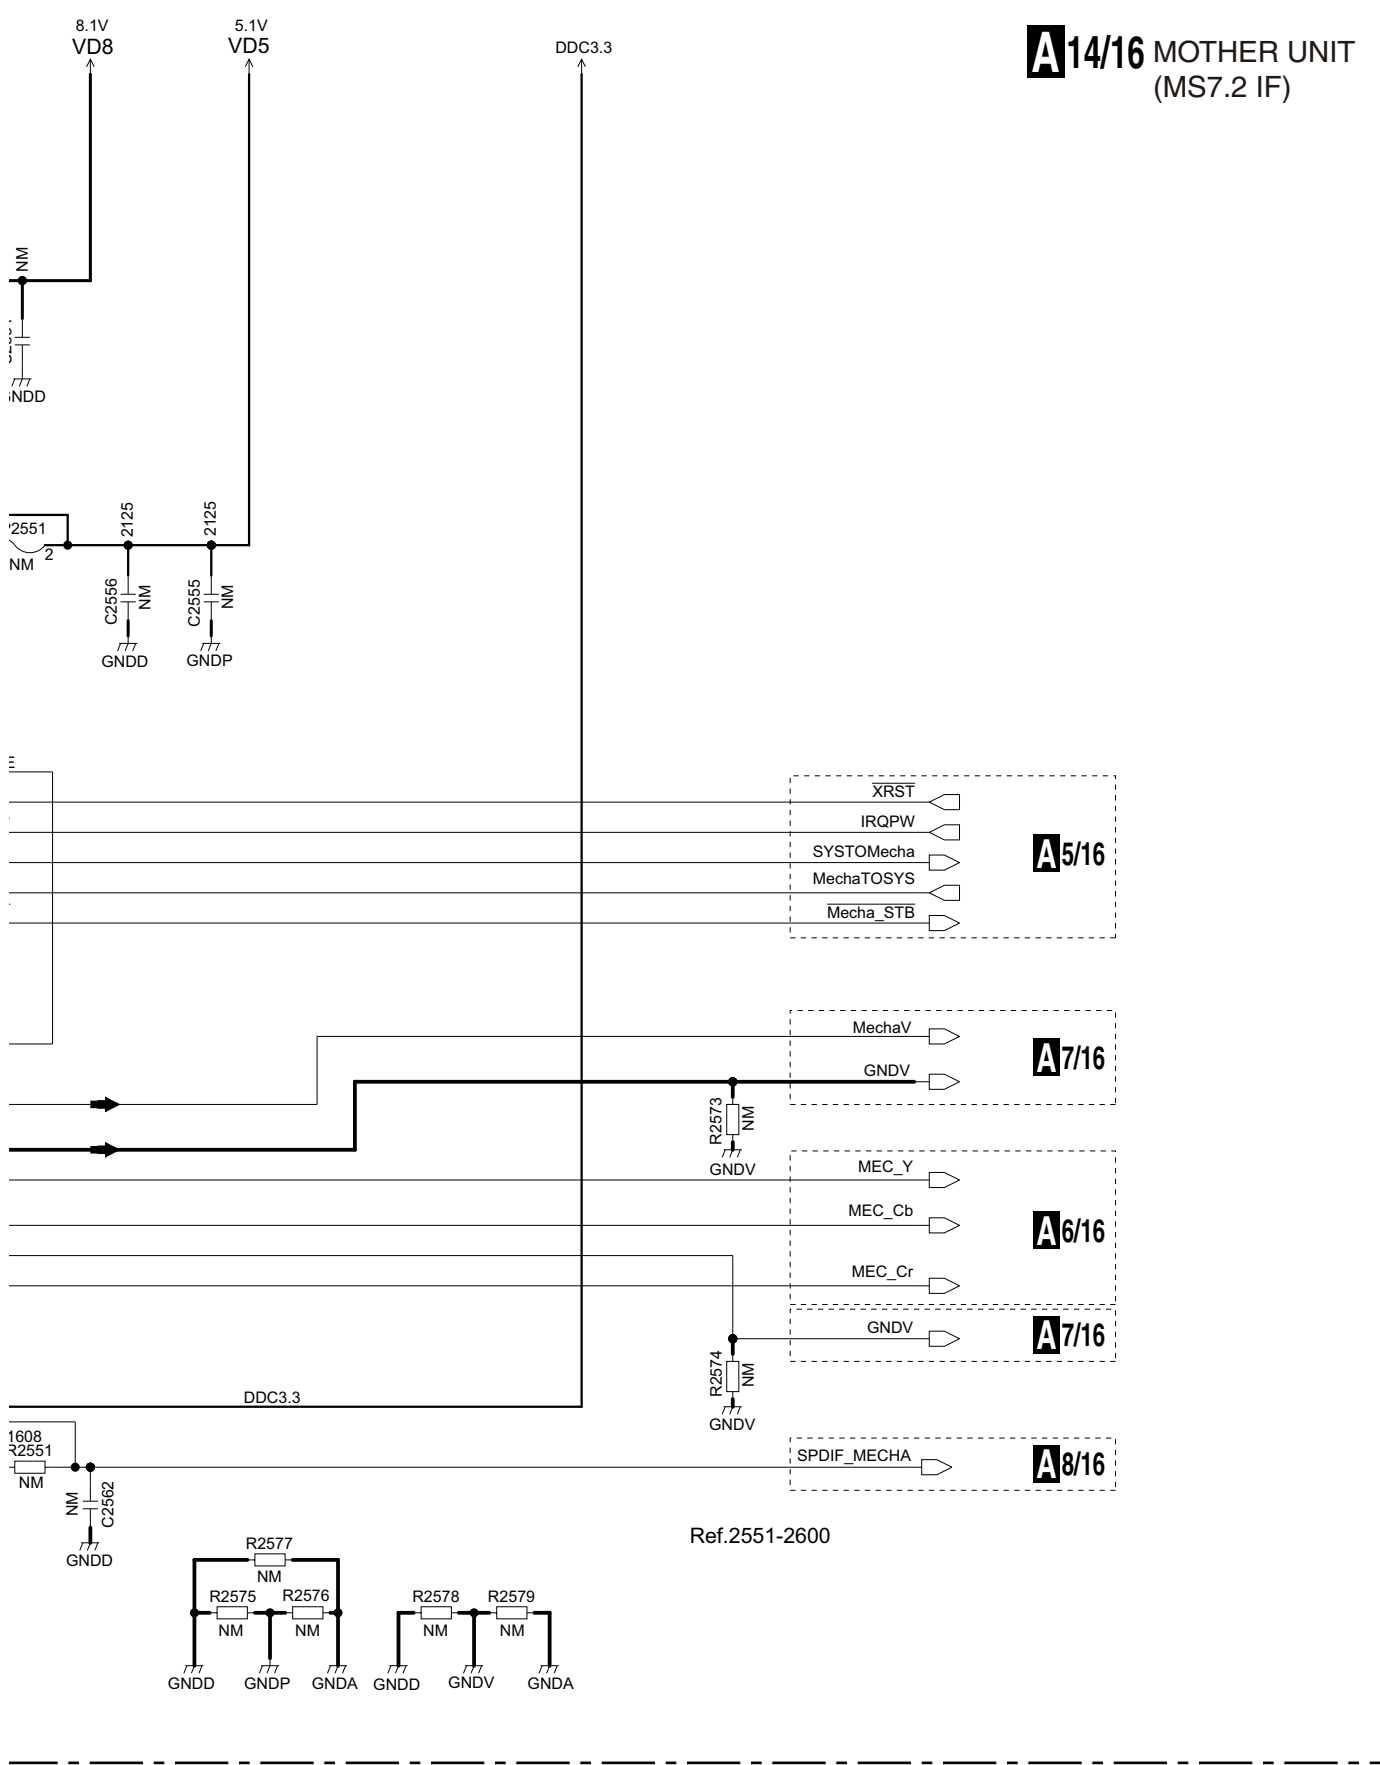 8.1V
VD8
5.1V
VD5
DDC3.3
A 14/16 MOTHER UNIT
(MS7.2 IF)
NM
2551
NM
2
2125
2125
C2556
NM
C2555
NM
GNDD
GNDP
XRST
IRQPW
SYSTOMecha
MechaTOSYS
Mecha_STB
A 5/16
MechaV
GNDV
A 7/16
R2573
NM
GNDV
MEC_Y
MEC_Cb
MEC_Cr
A 6/16
GNDV
A 7/16
R2574
NM
GNDV
DDC3.3
1608
R2551
NM
SPDIF_MECHA
A 8/16
NM
C2562
GNDD
Ref.2551-2600
R2577
NM
R2575
R2576
NM
NM
GNDD
GNDP
GNDA
R2578
R2579
NM
NM
GNDD
GNDV
GNDA